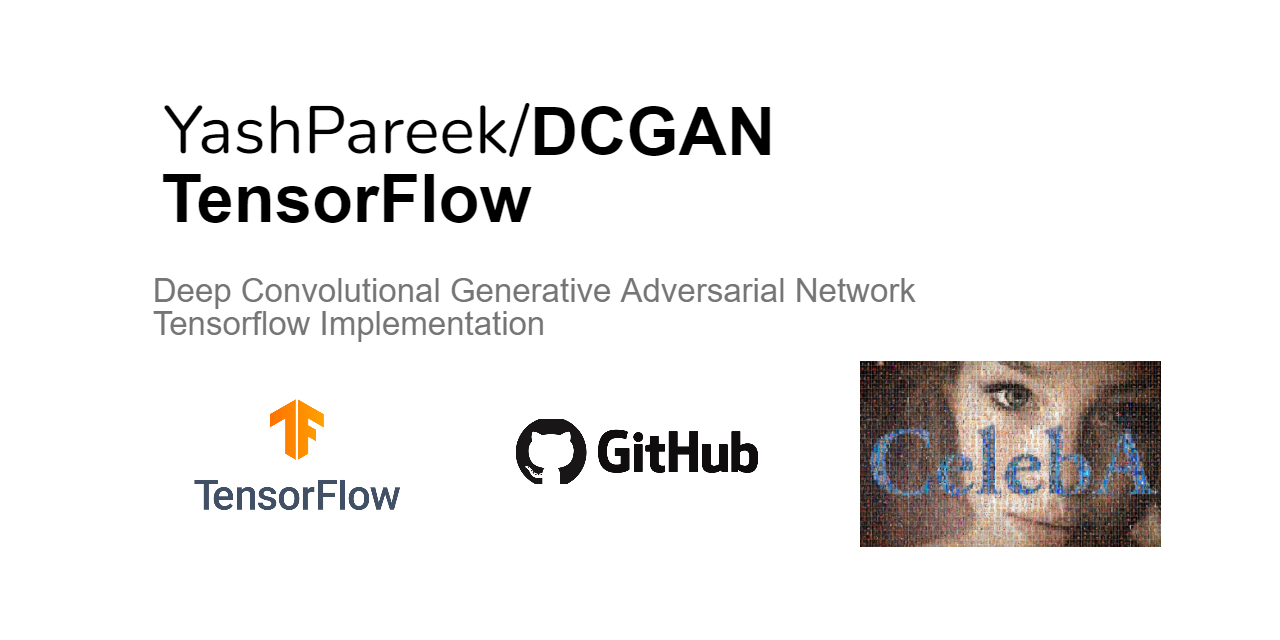 YashPareek/DCGAN
TensorFlow
Deep Convolutional Generative Adversarial Network
Tensorflow Implementation
TensorFlow
GitHub
CelebA